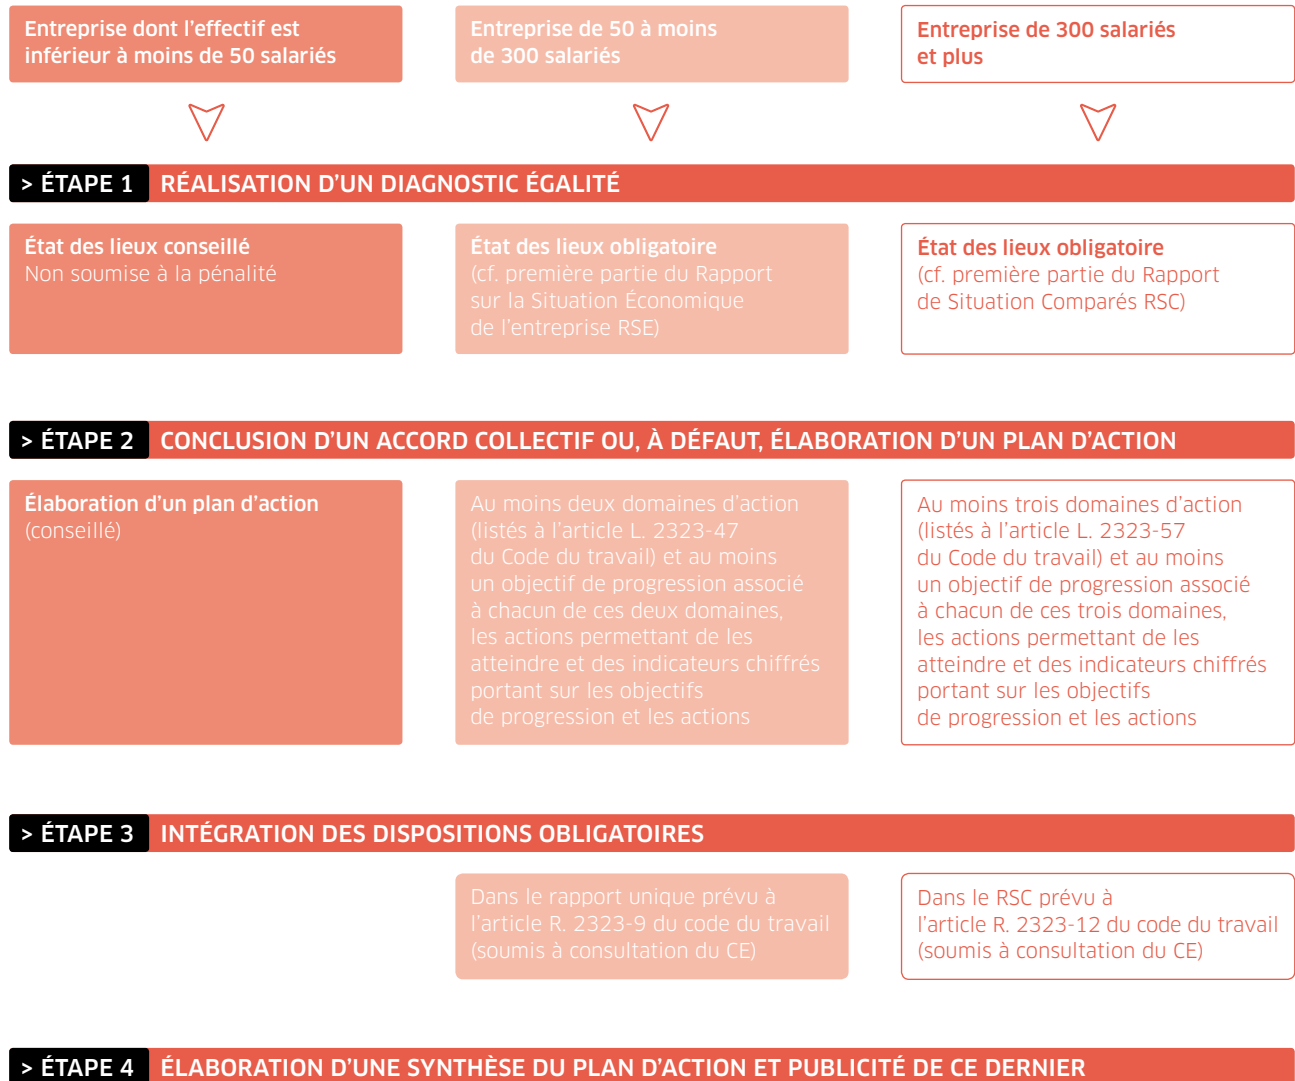 Entreprise dont l'effectif est
inférieur à moins de 50 salariés
Entreprise de 50 à moins
de 300 salariés
Entreprise de 300 salariés
et plus
> ÉTAPE 1 RÉALISATION D'UN DIAGNOSTIC ÉGALITÉ
État des lieux conseillé
Non soumise à la pénalité
État des lieux obligatoire
(cf. première partie du Rapport
sur la Situation Économique
de l'entreprise RSE)
État des lieux obligatoire
(cf. première partie du Rapport
de Situation Comparés RSC)
> ÉTAPE 2 CONCLUSION D'UN ACCORD COLLECTIF OU, À DÉFAUT, ÉLABORATION D'UN PLAN D'ACTION
Élaboration d'un plan d'action
(conseillé)
Au moins deux domaines d'action
(listés à l'article L. 2323-47
du Code du travail) et au moins
un objectif de progression associé
à chacun de ces deux domaines,
les actions permettant de les
atteindre et des indicateurs chiffrés
portant sur les objectifs
de progression et les actions
Au moins trois domaines d'action
(listés à l'article L. 2323-57
du Code du travail) et au moins
un objectif de progression associé
à chacun de ces trois domaines,
les actions permettant de les
atteindre et des indicateurs chiffrés
portant sur les objectifs
de progression et les actions
> ÉTAPE 3 INTÉGRATION DES DISPOSITIONS OBLIGATOIRES
Dans le rapport unique prévu à
l'article R. 2323-9 du code du travail
(soumis à consultation du CE)
Dans le RSC prévu à
l'article R. 2323-12 du code du travail
(soumis à consultation du CE)
> ÉTAPE 4 ÉLABORATION D'UNE SYNTHÈSE DU PLAN D'ACTION ET PUBLICITÉ DE CE DERNIER